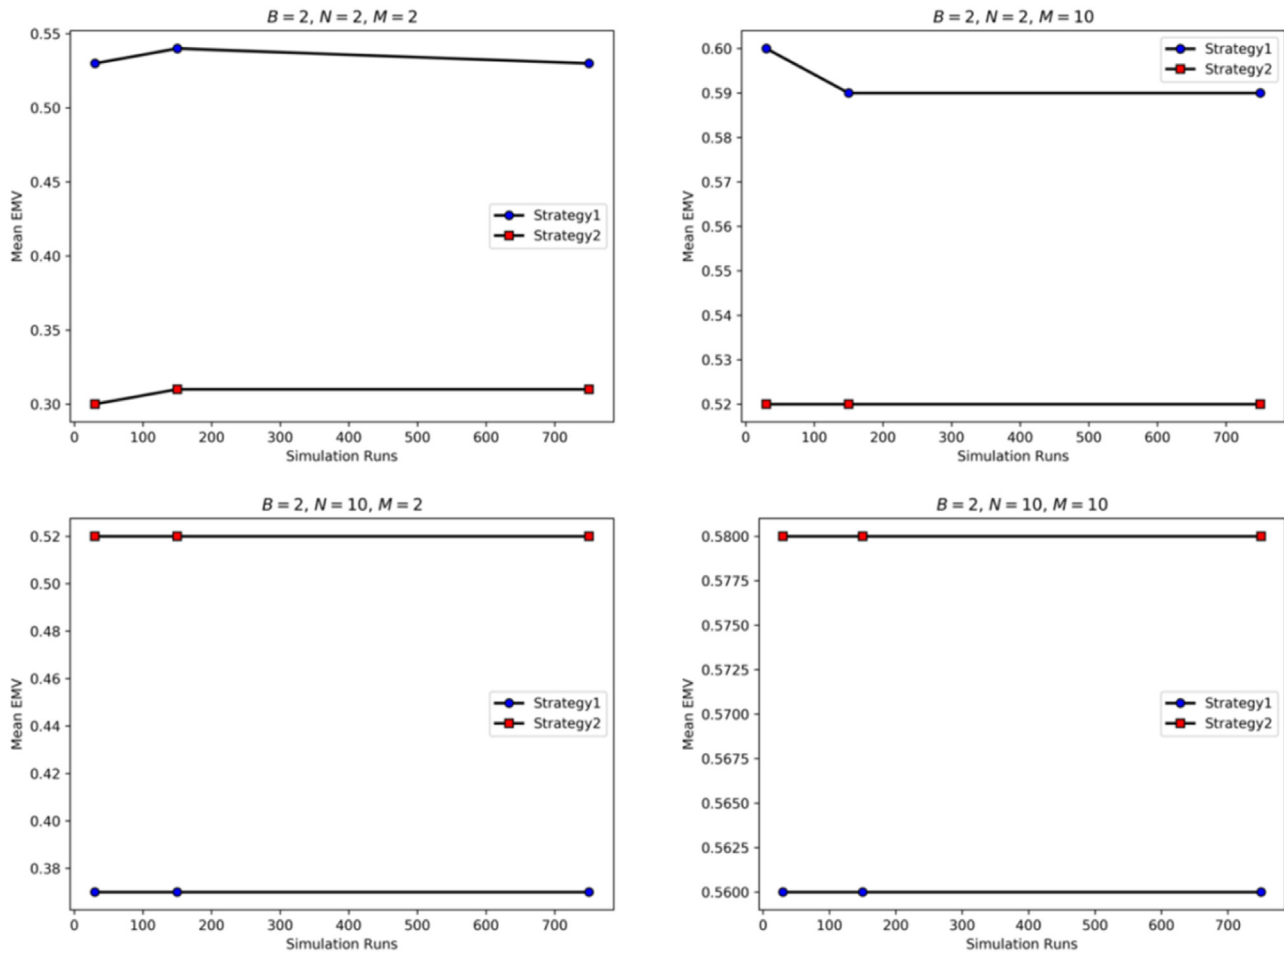 B = 2, N = 2, M = 2
0.55
0.50
0.45
0.40
0.35
0.30
Mean EMV
Strategy1
Strategy2
0 100 200 300 400 500 600 700
Simulation Runs
B = 2, N = 2, M = 10
0.60
0.59
0.58
0.57
0.56
0.55
0.54
0.53
0.52
Mean EMV
Strategy1
Strategy2
0 100 200 300 400 500 600 700
Simulation Runs
B = 2, N = 10, M = 2
0.52
0.50
0.48
0.46
0.44
0.42
0.40
0.38
Mean EMV
Strategy1
Strategy2
0 100 200 300 400 500 600 700
Simulation Runs
B = 2, N = 10, M = 10
0.5800
0.5775
0.5750
0.5725
0.5700
0.5675
0.5650
0.5625
0.5600
Mean EMV
Strategy1
Strategy2
0 100 200 300 400 500 600 700
Simulation Runs